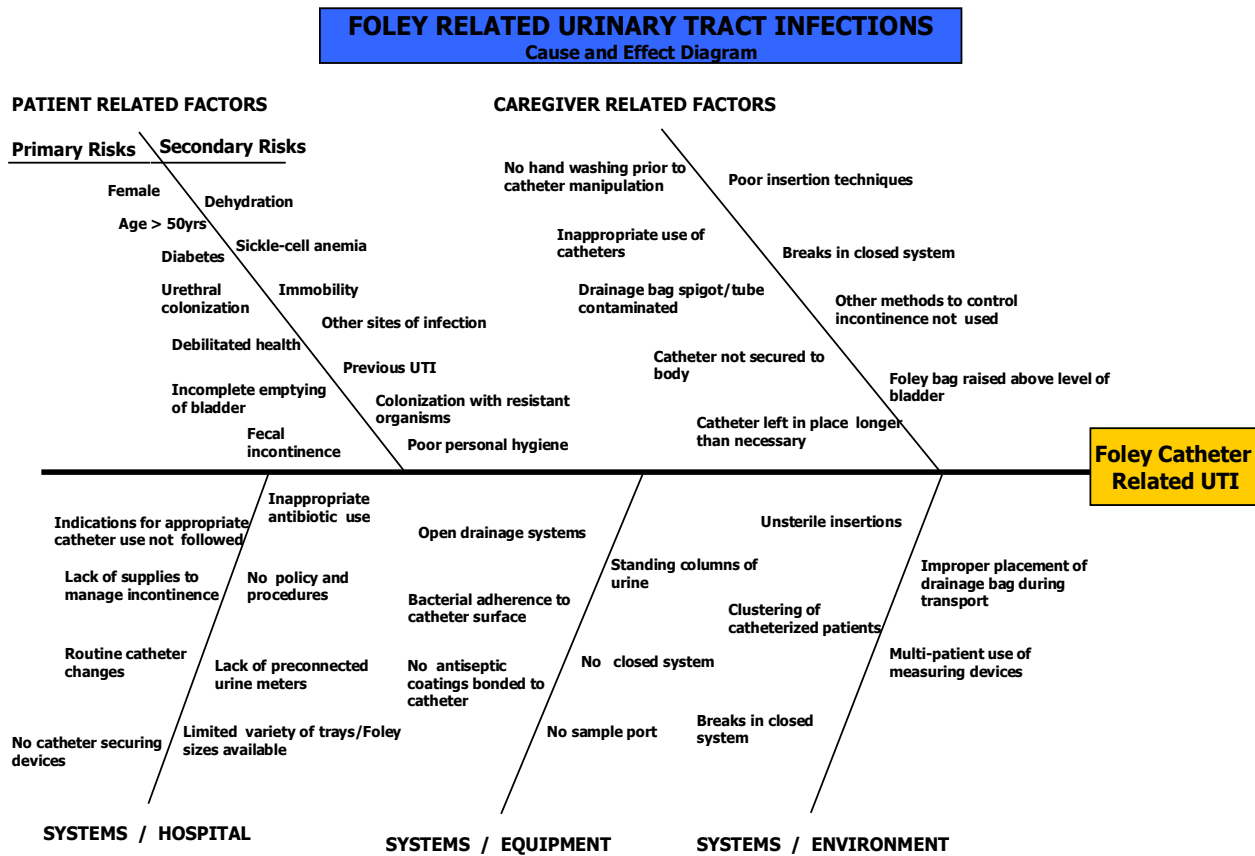 FOLEY RELATED URINARY TRACT INFECTIONS
Cause and Effect Diagram
PATIENT RELATED FACTORS
Primary Risks
Secondary Risks
Female
Age > 50yrs
Diabetes
Urethral
colonization
Debilitated health
Incomplete emptying
of bladder
Fecal
incontinence
Dehydration
Sickle-cell anemia
Immobility
Other sites of infection
Previous UTI
Colonization with resistant
organisms
Poor personal hygiene
CAREGIVER RELATED FACTORS
No hand washing prior to
catheter manipulation
Inappropriate use of
catheters
Drainage bag spigot/tube
contaminated
Catheter not secured to
body
Catheter left in place longer
than necessary
Poor insertion techniques
Breaks in closed system
Other methods to control
incontinence not used
Foley bag raised above level of
bladder
Foley Catheter
Related UTI
Indications for appropriate
catheter use not followed
Lack of supplies to
manage incontinence
Routine catheter
changes
No catheter securing
devices
Inappropriate
antibiotic use
No policy and
procedures
Lack of preconnected
urine meters
Limited variety of trays/Foley
sizes available
SYSTEMS / HOSPITAL
Open drainage systems
Bacterial adherence to
catheter surface
No antiseptic
coatings bonded to
catheter
Standing columns of
urine
No closed system
No sample port
SYSTEMS / EQUIPMENT
Unsterile insertions
Clustering of
catheterized patients
Breaks in closed
system
Improper placement of
drainage bag during
transport
Multi-patient use of
measuring devices
SYSTEMS / ENVIRONMENT